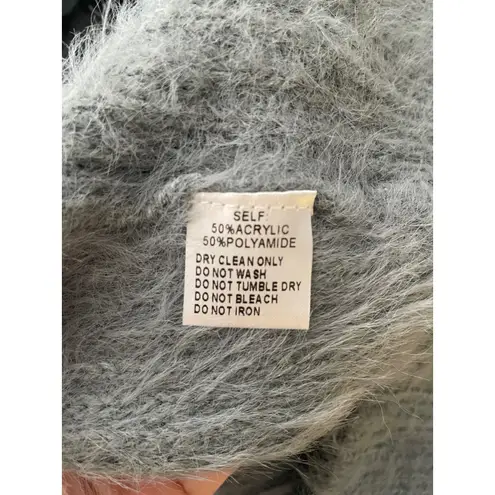 SELF:
50%ACRYLIC
50%POLYAMIDE
DRY CLEAN ONLY
DO NOT WASH
DO NOT TUMBLE DRY
DO NOT BLEACH
DO NOT IRON